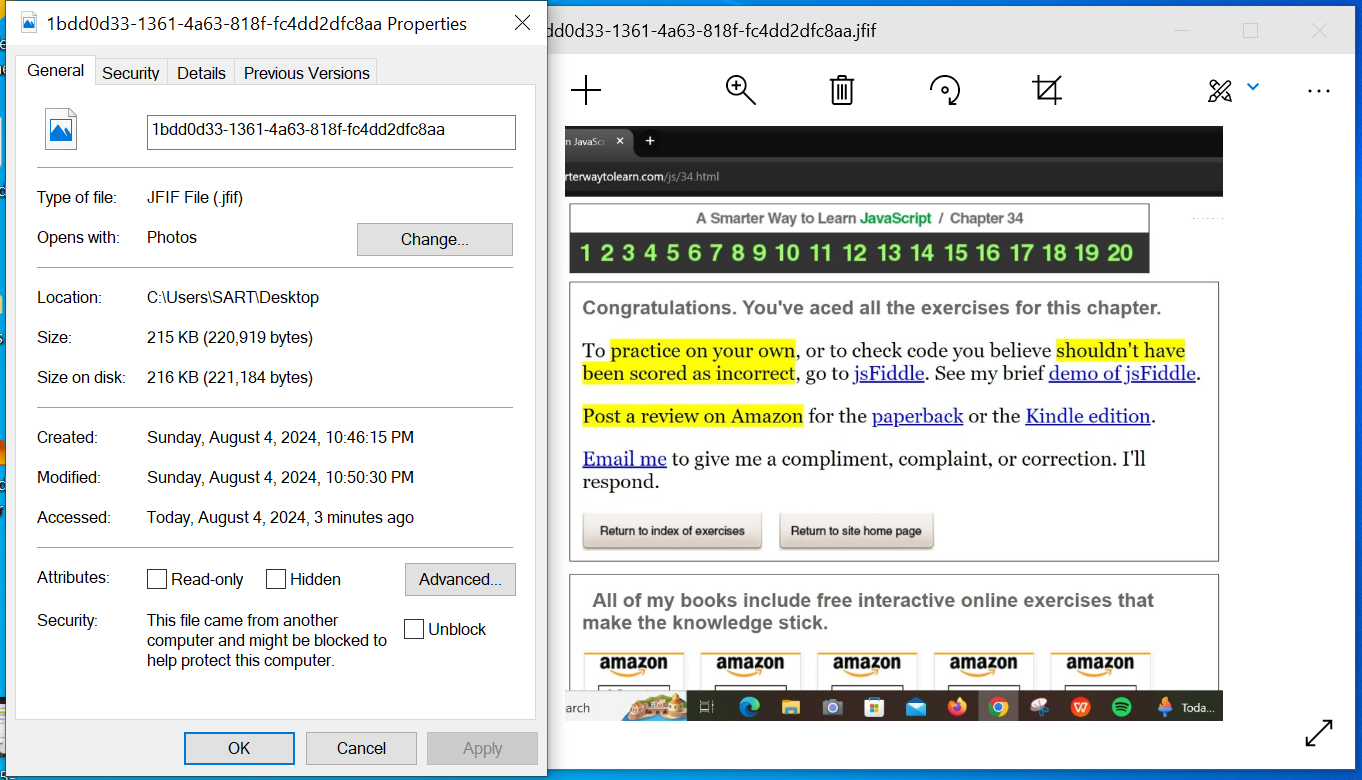 1bdd0d33-1361-4a63-818f-fc4dd2dfc8aa Properties
General
Security
Details
Previous Versions
1bdd0d33-1361-4a63-818f-fc4dd2dfc8aa
Type of file:
JFIF File (.jfif)
Opens with:
Photos
Change...
Location:
C:\Users\SART\Desktop
Size:
215 KB (220,919 bytes)
Size on disk:
216 KB (221,184 bytes)
Created:
Sunday, August 4, 2024, 10:46:15 PM
Modified:
Sunday, August 4, 2024, 10:50:30 PM
Accessed:
Today, August 4, 2024, 3 minutes ago
Attributes:
Read-only
Hidden
Advanced...
Security:
This file came from another
computer and might be blocked to
help protect this computer.
Unblock
OK
Cancel
Apply
dd0d33-1361-4a63-818f-fc4dd2dfc8aa.jfif
n JavaScr
rterwaytolearn.com/js/34.html
A Smarter Way to Learn JavaScript / Chapter 34
1 2 3 4 5 6 7 8 9 10 11 12 13 14 15 16 17 18 19 20
Congratulations. You've aced all the exercises for this chapter.
To practice on your own, or to check code you believe shouldn't have
been scored as incorrect, go to jsFiddle. See my brief demo of jsFiddle.
Post a review on Amazon for the paperback or the Kindle edition.
Email me to give me a compliment, complaint, or correction. I'll
respond.
Return to index of exercises
Return to site home page
All of my books include free interactive online exercises that
make the knowledge stick.
amazon
amazon
amazon
amazon
amazon
arch
Toda...